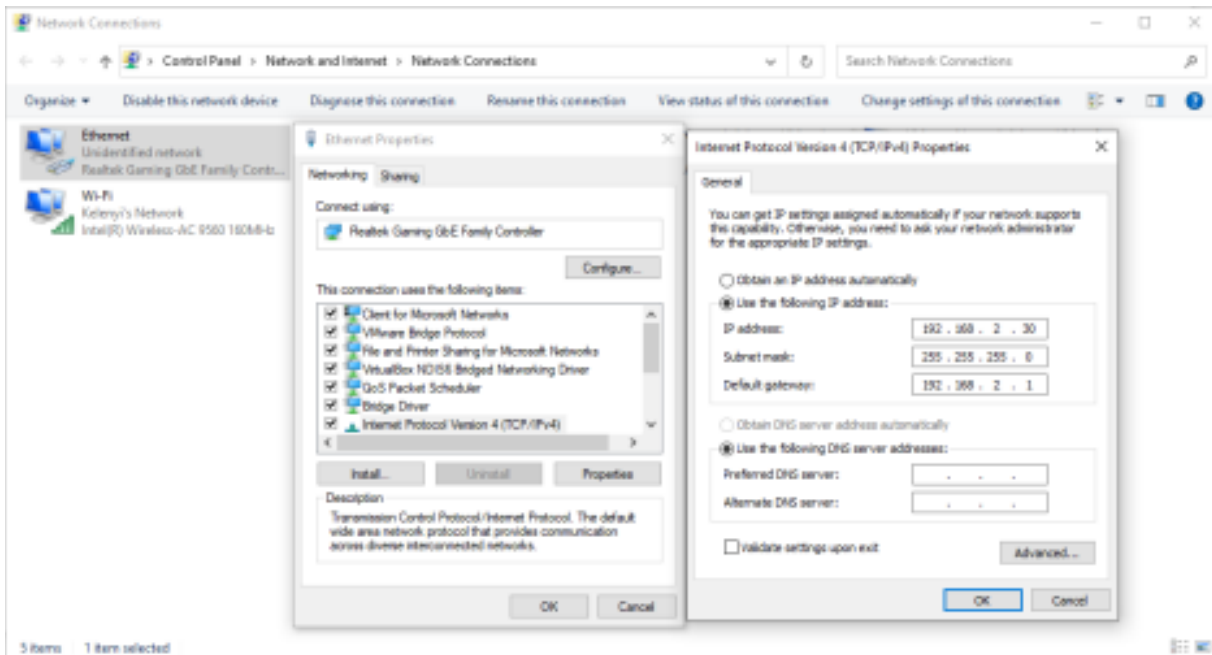 Network Connections
Control Panel > Network and Internet > Network Connections
Search Network Connections
Organize
Disable this network device
Diagnose this connection
Rename this connection
View status of this connection
Change settings of this connection
Ethernet
Unidentified network
Realtek Gaming GbE Family Contr...
Wi-Fi
Kelenyi's Network
Intel(R) Wireless-AC 9560 160MHz
Ethernet Properties
Networking
Sharing
Connect using:
Realtek Gaming GbE Family Controller
Configure...
This connection uses the following items:
Client for Microsoft Networks
VMware Bridge Protocol
File and Printer Sharing for Microsoft Networks
VirtualBox NDIS6 Bridged Networking Driver
QoS Packet Scheduler
Bridge Driver
Internet Protocol Version 4 (TCP/IPv4)
Install...
Uninstall
Properties
Description
Transmission Control Protocol/Internet Protocol. The default
wide area network protocol that provides communication
across diverse interconnected networks.
OK
Cancel
Internet Protocol Version 4 (TCP/IPv4) Properties
General
You can get IP settings assigned automatically if your network supports
this capability. Otherwise, you need to ask your network administrator
for the appropriate IP settings.
Obtain an IP address automatically
Use the following IP address:
IP address:
192 . 168 . 2 . 30
Subnet mask:
255 . 255 . 255 . 0
Default gateway:
192 . 168 . 2 . 1
Obtain DNS server address automatically
Use the following DNS server addresses:
Preferred DNS server:
Alternate DNS server:
Validate settings upon exit
Advanced...
OK
Cancel
5 items
1 item selected